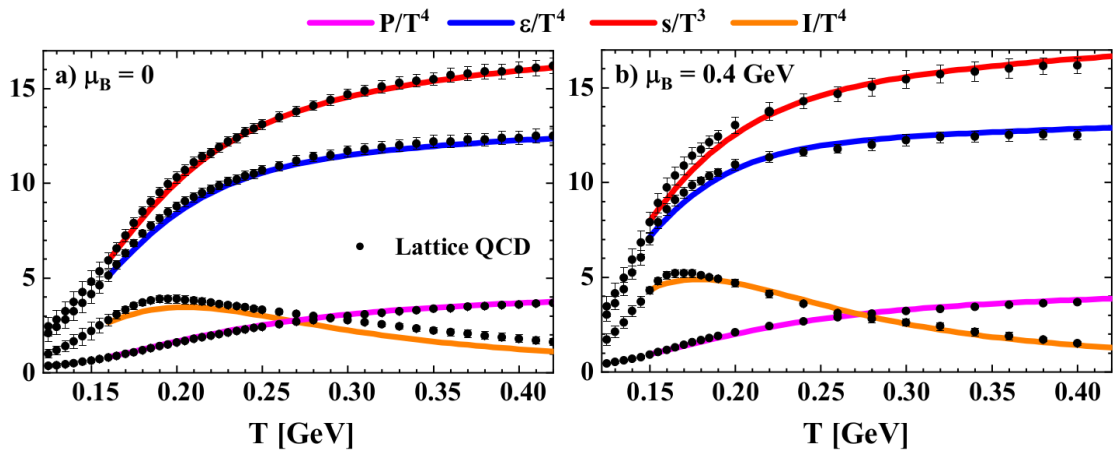 P/T⁴ ε/T⁴ s/T³ I/T⁴
a) μ_B = 0
15
10
5
0
Lattice QCD
0.15 0.20 0.25 0.30 0.35 0.40
T [GeV]
b) μ_B = 0.4 GeV
15
10
5
0
0.15 0.20 0.25 0.30 0.35 0.40
T [GeV]